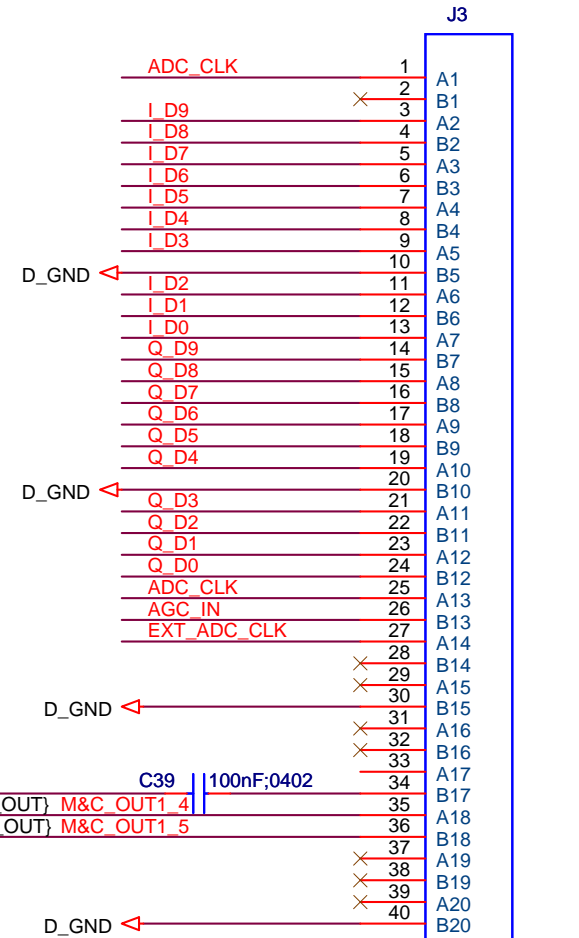 J3
ADC_CLK 1 A1
2 B1
I_D9 3 A2
I_D8 4 B2
I_D7 5 A3
I_D6 6 B3
I_D5 7 A4
I_D4 8 B4
I_D3 9 A5
D_GND 10 B5
I_D2 11 A6
I_D1 12 B6
I_D0 13 A7
Q_D9 14 B7
Q_D8 15 A8
Q_D7 16 B8
Q_D6 17 A9
Q_D5 18 B9
Q_D4 19 A10
D_GND 20 B10
Q_D3 21 A11
Q_D2 22 B11
Q_D1 23 A12
Q_D0 24 B12
ADC_CLK 25 A13
AGC_IN 26 B13
EXT_ADC_CLK 27 A14
28 B14
29 A15
D_GND 30 B15
31 A16
32 B16
33 A17
C39 100nF;0402 34 B17
OUT} M&C_OUT1_4 35 A18
OUT} M&C_OUT1_5 36 B18
37 A19
38 B19
39 A20
D_GND 40 B20